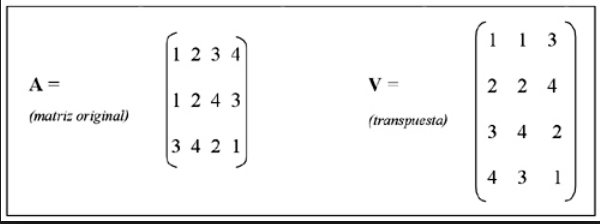 A =
(matriz original)
1 2 3 4
1 2 4 3
3 4 2 1
V =
(transpuesta)
1 1 3
2 2 4
3 4 2
4 3 1